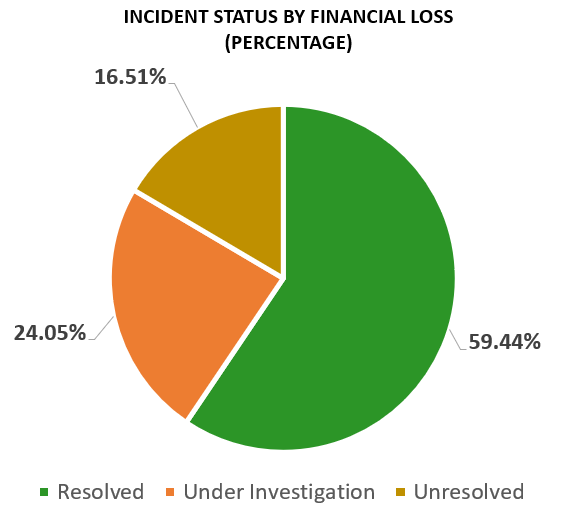 INCIDENT STATUS BY FINANCIAL LOSS
(PERCENTAGE)
16.51%
24.05%
59.44%
Resolved Under Investigation Unresolved